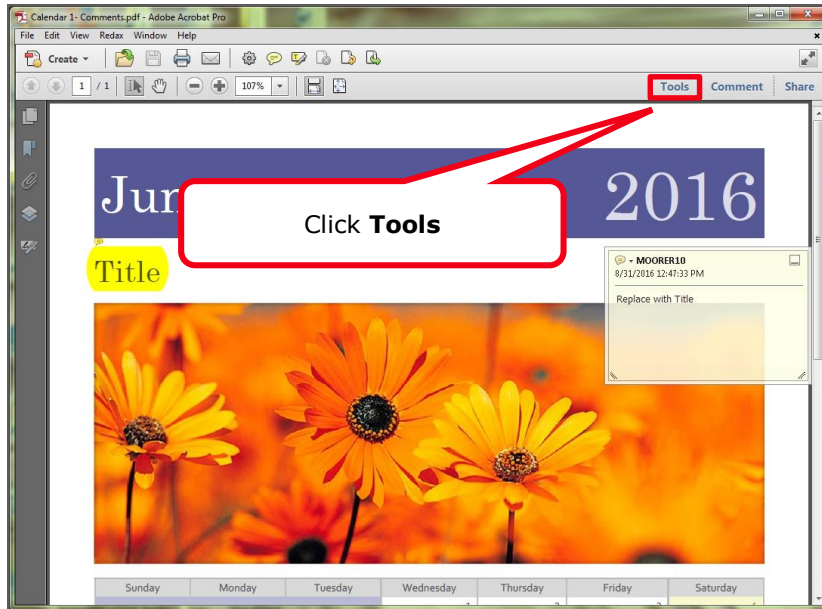 Calendar 1- Comments.pdf - Adobe Acrobat Pro
File Edit View Redax Window Help
Create
1 / 1 107% Tools Comment Share
Jun 2016
Click Tools
Title
MOORER10
8/31/2016 12:47:33 PM
Replace with Title
Sunday Monday Tuesday Wednesday Thursday Friday Saturday